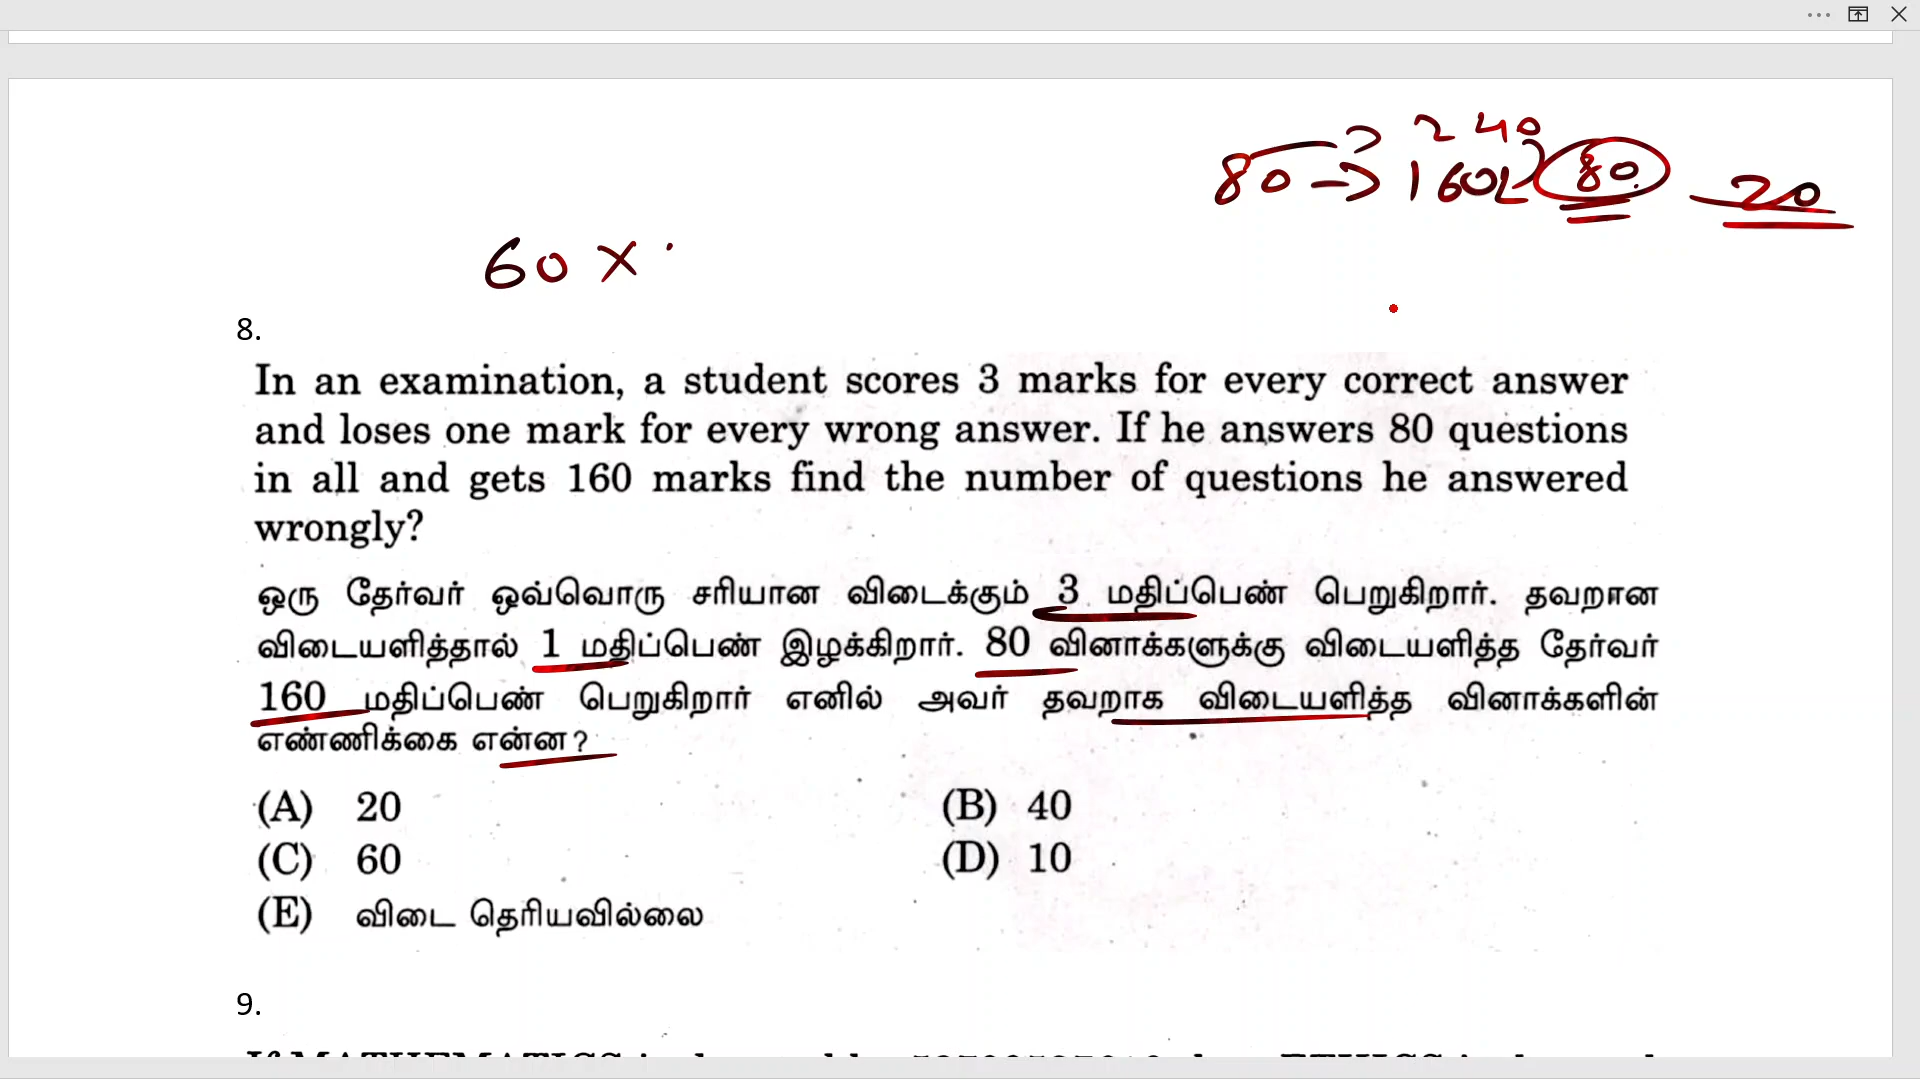 2 40
80 → 160 80 20
60 ×
8.
In an examination, a student scores 3 marks for every correct answer
and loses one mark for every wrong answer. If he answers 80 questions
in all and gets 160 marks find the number of questions he answered
wrongly?
ஒரு தேர்வர் ஒவ்வொரு சரியான விடைக்கும் 3 மதிப்பெண் பெறுகிறார். தவறான
விடையளித்தால் 1 மதிப்பெண் இழக்கிறார். 80 வினாக்களுக்கு விடையளித்த தேர்வர்
160 மதிப்பெண் பெறுகிறார் எனில் அவர் தவறாக விடையளித்த வினாக்களின்
எண்ணிக்கை என்ன?
(A) 20 (B) 40
(C) 60 (D) 10
(E) விடை தெரியவில்லை
9.